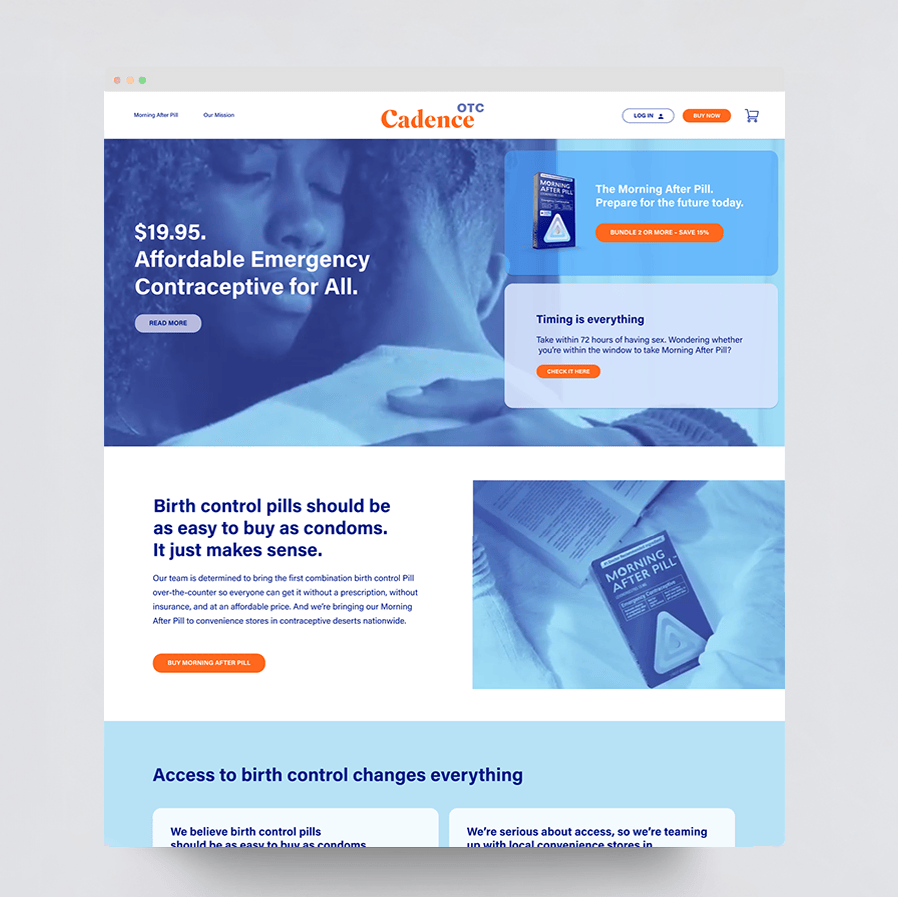 Morning After Pill
Our Mission
Cadence OTC
LOG IN
BUY NOW
$19.95.
Affordable Emergency
Contraceptive for All.
READ MORE
MORNING
AFTER PILL
The Morning After Pill.
Prepare for the future today.
BUNDLE 2 OR MORE - SAVE 15%
Timing is everything
Take within 72 hours of having sex. Wondering whether
you're within the window to take Morning After Pill?
CHECK IT HERE
Birth control pills should be
as easy to buy as condoms.
It just makes sense.
Our team is determined to bring the first combination birth control Pill
over-the-counter so everyone can get it without a prescription, without
insurance, and at an affordable price. And we're bringing our Morning
After Pill to convenience stores in contraceptive deserts nationwide.
BUY MORNING AFTER PILL
MORNING
AFTER PILL
Emergency Contraceptive
Access to birth control changes everything
We believe birth control pills
should be as easy to buy as condoms
We're serious about access, so we're teaming
up with local convenience stores in